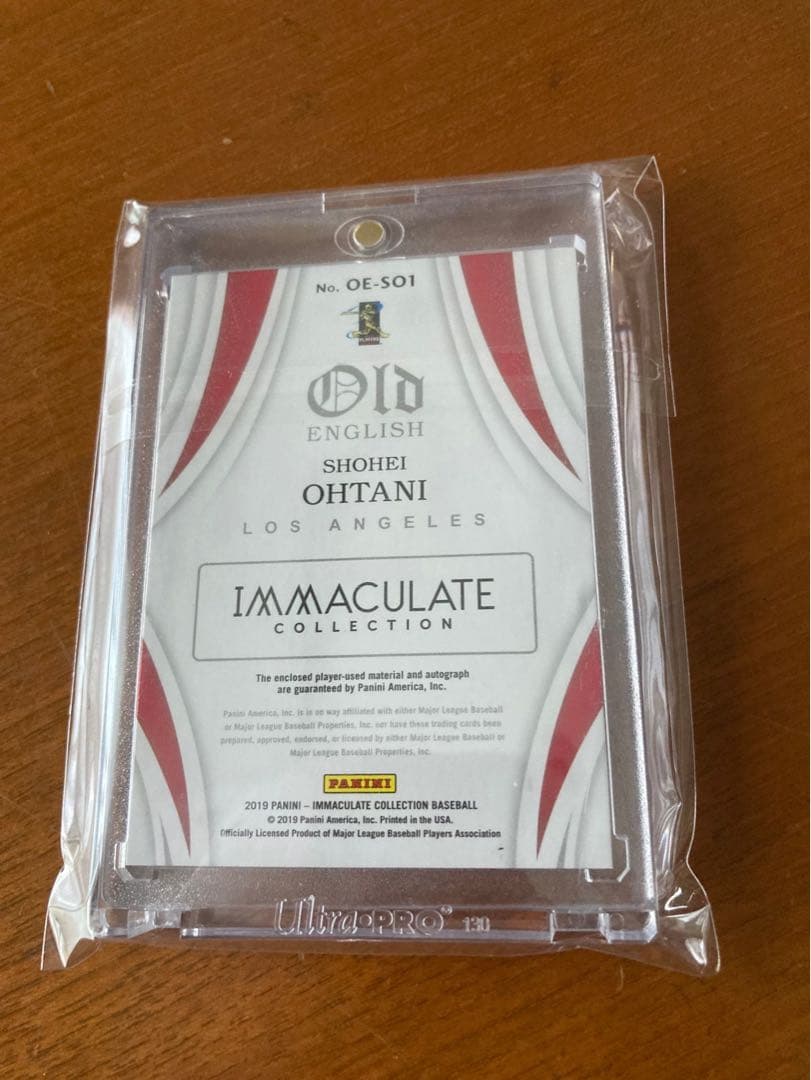 No. OE-SO1
Old
ENGLISH
SHOHEI
OHTANI
LOS ANGELES
IMMACULATE
COLLECTION
The enclosed player-used material and autograph
are guaranteed by Panini America, Inc.
Panini America, Inc. is in no way affiliated with either Major League Baseball
or Major League Baseball Properties, Inc. nor have these trading cards been
prepared, approved, endorsed, or licensed by either Major League Baseball or
Major League Baseball Properties, Inc.
PANINI
2019 PANINI – IMMACULATE COLLECTION BASEBALL
© 2019 Panini America, Inc. Printed in the USA.
Officially Licensed Product of Major League Baseball Players Association
Ultra•PRO® 130